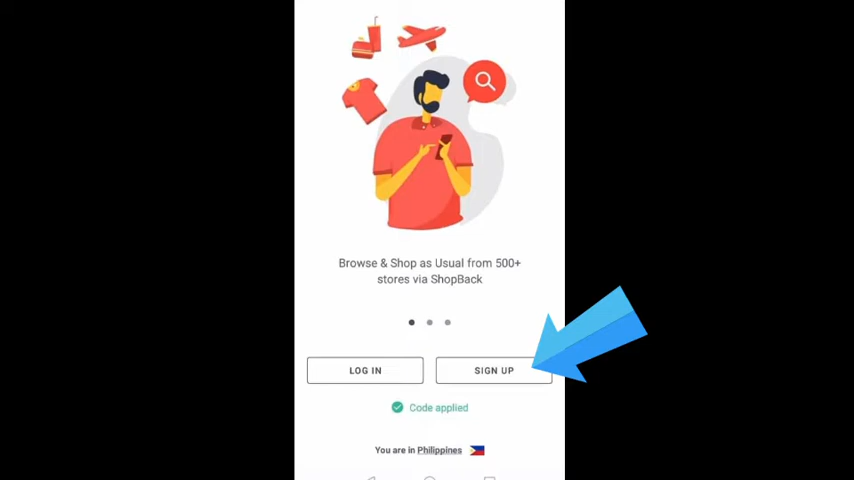 Browse & Shop as Usual from 500+
stores via ShopBack
LOG IN
SIGN UP
Code applied
You are in Philippines